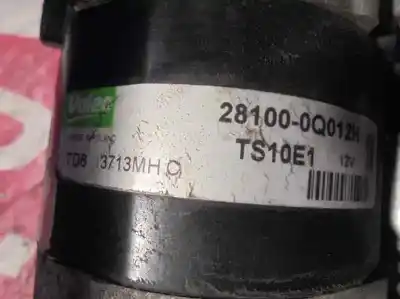 Valeo
28100-0Q012H
TS10E1 12V
TD8 3713MH O